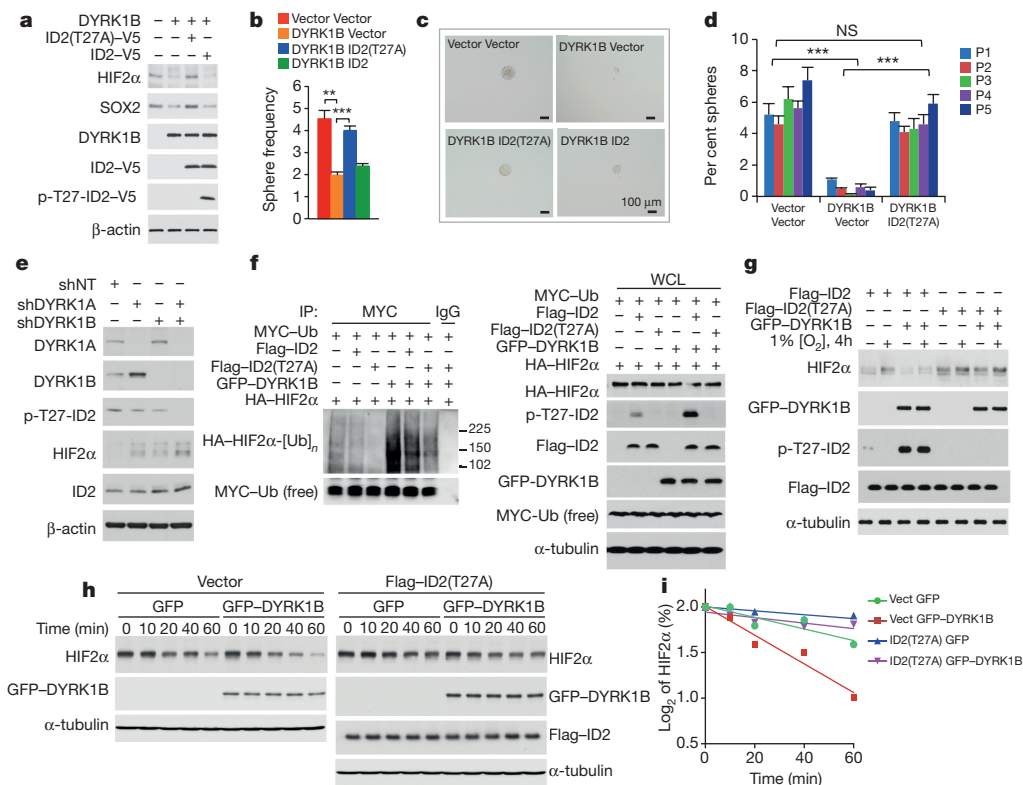 a
DYRK1B – + + +
ID2(T27A)–V5 – – + –
ID2–V5 – – – +
HIF2α
SOX2
DYRK1B
ID2–V5
p-T27-ID2–V5
β-actin
b
Vector Vector
DYRK1B Vector
DYRK1B ID2(T27A)
DYRK1B ID2
Sphere frequency
** ***
6
5
4
3
2
1
0
c
Vector Vector
DYRK1B Vector
DYRK1B ID2(T27A)
DYRK1B ID2
100 μm
d
Per cent spheres
10
8
6
4
2
0
NS
***
***
P1
P2
P3
P4
P5
Vector Vector
DYRK1B Vector
DYRK1B ID2(T27A)
e
shNT + – – –
shDYRK1A – + – +
shDYRK1B – – + +
DYRK1A
DYRK1B
p-T27-ID2
HIF2α
ID2
β-actin
f
IP: MYC IgG
MYC–Ub + + + + + + +
Flag–ID2 – + – – + – –
Flag–ID2(T27A) – – + – – + +
GFP–DYRK1B – – – + + + +
HA–HIF2α + + + + + + +
HA–HIF2α-[Ub]n
225
150
102
MYC–Ub (free)
WCL
MYC–Ub + + + + + +
Flag–ID2 – + – – + –
Flag–ID2(T27A) – – + – – +
GFP–DYRK1B – – – + + +
HA–HIF2α + + + + + +
HA–HIF2α
p-T27-ID2
Flag–ID2
GFP–DYRK1B
MYC–Ub (free)
α-tubulin
g
Flag–ID2 + + + + – – – –
Flag–ID2(T27A) – – – – + + + +
GFP–DYRK1B – – + + – – + +
1% [O2], 4h – + – + – + – +
HIF2α
GFP–DYRK1B
p-T27-ID2
Flag–ID2
α-tubulin
h
Vector
GFP GFP–DYRK1B
Time (min) 0 10 20 40 60 0 10 20 40 60
HIF2α
GFP–DYRK1B
α-tubulin
Flag–ID2(T27A)
GFP GFP–DYRK1B
0 10 20 40 60 0 10 20 40 60
HIF2α
GFP–DYRK1B
Flag–ID2
α-tubulin
i
Log2 of HIF2α (%)
2.0
1.5
1.0
0.5
0 20 40 60
Time (min)
Vect GFP
Vect GFP–DYRK1B
ID2(T27A) GFP
ID2(T27A) GFP–DYRK1B